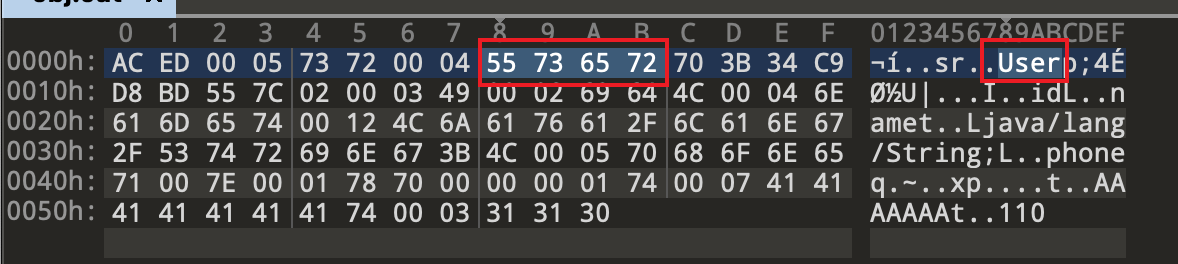 0 1 2 3 4 5 6 7 8 9 A B C D E F 0123456789ABCDEF
0000h: AC ED 00 05 73 72 00 04 55 73 65 72 70 3B 34 C9 ¬í..sr..Userp;4É
0010h: D8 BD 55 7C 02 00 03 49 00 02 69 64 4C 00 04 6E Ø½U|...I..idL..n
0020h: 61 6D 65 74 00 12 4C 6A 61 76 61 2F 6C 61 6E 67 amet..Ljava/lang
0030h: 2F 53 74 72 69 6E 67 3B 4C 00 05 70 68 6F 6E 65 /String;L..phone
0040h: 71 00 7E 00 01 78 70 00 00 00 01 74 00 07 41 41 q.~..xp....t..AA
0050h: 41 41 41 41 41 74 00 03 31 31 30 AAAAAt..110